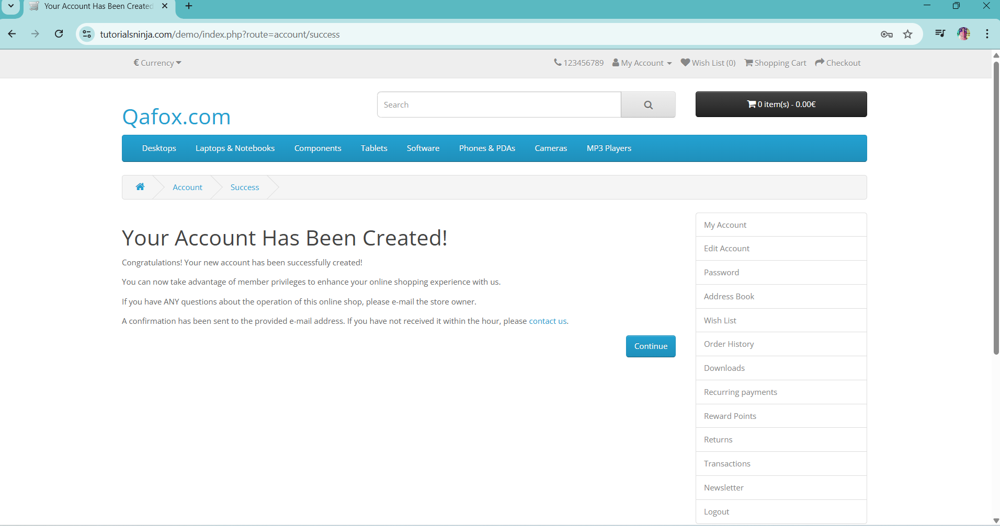 Your Account Has Been Created
tutorialsninja.com/demo/index.php?route=account/success
€ Currency
123456789 My Account Wish List (0) Shopping Cart Checkout
Qafox.com
Search
0 item(s) - 0.00€
Desktops Laptops & Notebooks Components Tablets Software Phones & PDAs Cameras MP3 Players
Account Success
Your Account Has Been Created!
Congratulations! Your new account has been successfully created!
You can now take advantage of member privileges to enhance your online shopping experience with us.
If you have ANY questions about the operation of this online shop, please e-mail the store owner.
A confirmation has been sent to the provided e-mail address. If you have not received it within the hour, please contact us.
Continue
My Account
Edit Account
Password
Address Book
Wish List
Order History
Downloads
Recurring payments
Reward Points
Returns
Transactions
Newsletter
Logout